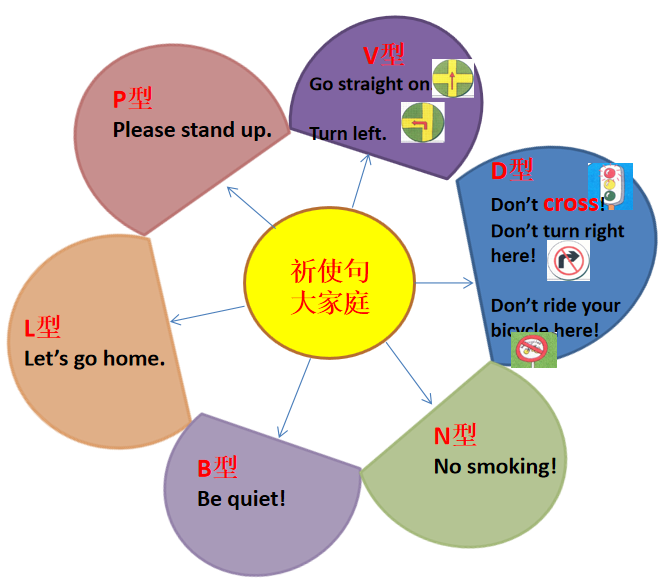 祈使句
大家庭
V型
Go straight on
Turn left.
D型
Don't cross!
Don't turn right
here!
Don't ride your
bicycle here!
N型
No smoking!
B型
Be quiet!
L型
Let's go home.
P型
Please stand up.